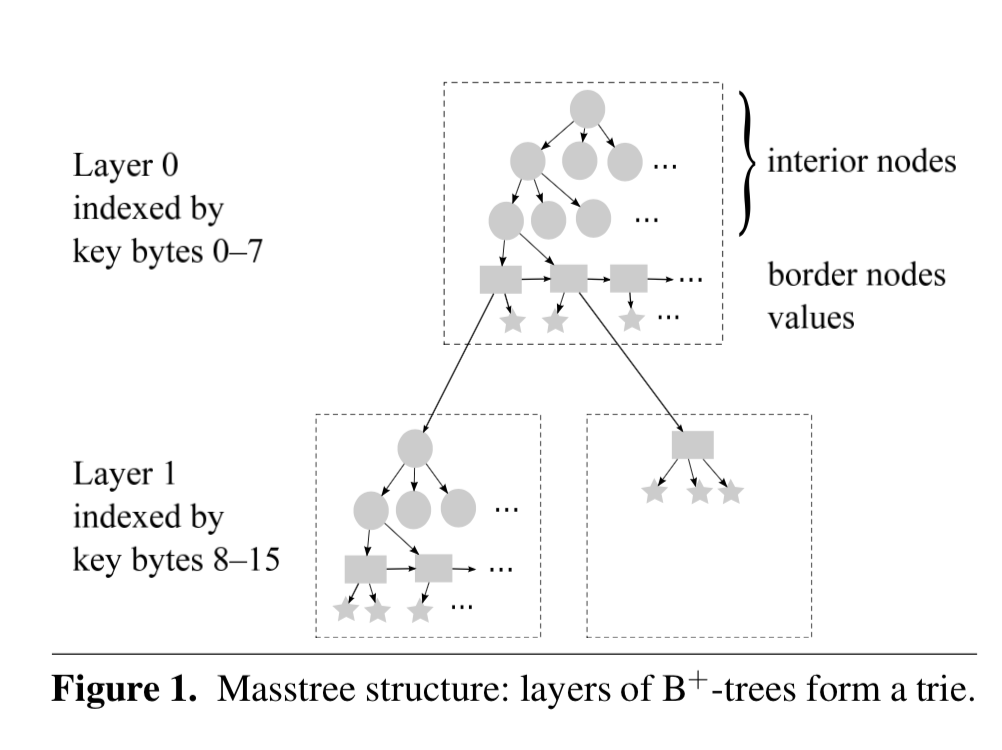 Layer 0
indexed by
key bytes 0–7
...
interior nodes
...
...
border nodes
...
values
Layer 1
indexed by
key bytes 8–15
...
...
...
Figure 1. Masstree structure: layers of B+-trees form a trie.